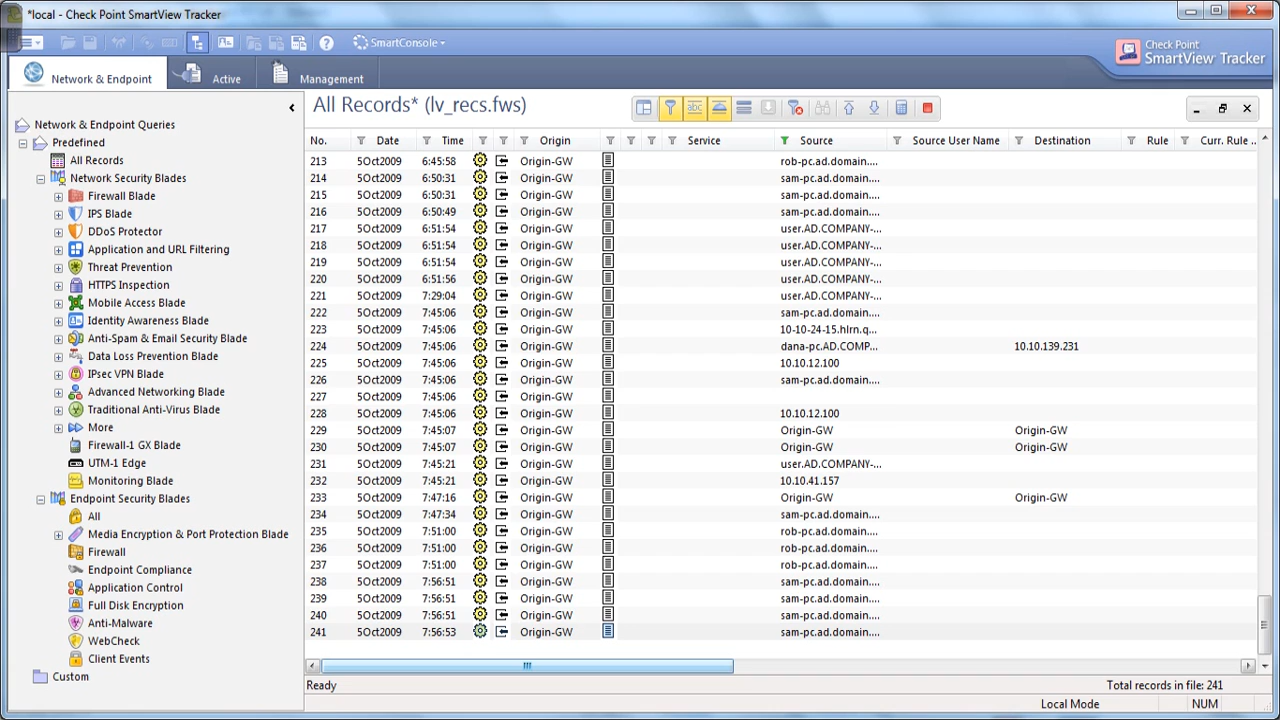 *local - Check Point SmartView Tracker
SmartConsole
Check Point
SmartView Tracker
Network & Endpoint
Active
Management
All Records* (lv_recs.fws)
Network & Endpoint Queries
Predefined
All Records
Network Security Blades
Firewall Blade
IPS Blade
DDoS Protector
Application and URL Filtering
Threat Prevention
HTTPS Inspection
Mobile Access Blade
Identity Awareness Blade
Anti-Spam & Email Security Blade
Data Loss Prevention Blade
IPsec VPN Blade
Advanced Networking Blade
Traditional Anti-Virus Blade
More
Firewall-1 GX Blade
UTM-1 Edge
Monitoring Blade
Endpoint Security Blades
All
Media Encryption & Port Protection Blade
Firewall
Endpoint Compliance
Application Control
Full Disk Encryption
Anti-Malware
WebCheck
Client Events
Custom
No. Date Time Origin Service Source Source User Name Destination Rule Curr. Rule ..
213 5Oct2009 6:45:58 Origin-GW rob-pc.ad.domain....
214 5Oct2009 6:50:31 Origin-GW sam-pc.ad.domain....
215 5Oct2009 6:50:31 Origin-GW sam-pc.ad.domain....
216 5Oct2009 6:50:49 Origin-GW sam-pc.ad.domain....
217 5Oct2009 6:51:54 Origin-GW user.AD.COMPANY-...
218 5Oct2009 6:51:54 Origin-GW user.AD.COMPANY-...
219 5Oct2009 6:51:54 Origin-GW user.AD.COMPANY-...
220 5Oct2009 6:51:56 Origin-GW user.AD.COMPANY-...
221 5Oct2009 7:29:04 Origin-GW user.AD.COMPANY-...
222 5Oct2009 7:45:06 Origin-GW sam-pc.ad.domain....
223 5Oct2009 7:45:06 Origin-GW 10-10-24-15.hlrn.q...
224 5Oct2009 7:45:06 Origin-GW dana-pc.AD.COMP... 10.10.139.231
225 5Oct2009 7:45:06 Origin-GW 10.10.12.100
226 5Oct2009 7:45:06 Origin-GW sam-pc.ad.domain....
227 5Oct2009 7:45:06 Origin-GW
228 5Oct2009 7:45:06 Origin-GW 10.10.12.100
229 5Oct2009 7:45:07 Origin-GW Origin-GW Origin-GW
230 5Oct2009 7:45:07 Origin-GW Origin-GW Origin-GW
231 5Oct2009 7:45:21 Origin-GW user.AD.COMPANY-...
232 5Oct2009 7:45:21 Origin-GW 10.10.41.157
233 5Oct2009 7:47:16 Origin-GW Origin-GW Origin-GW
234 5Oct2009 7:47:34 Origin-GW sam-pc.ad.domain....
235 5Oct2009 7:51:00 Origin-GW rob-pc.ad.domain....
236 5Oct2009 7:51:00 Origin-GW rob-pc.ad.domain....
237 5Oct2009 7:51:00 Origin-GW rob-pc.ad.domain....
238 5Oct2009 7:56:51 Origin-GW sam-pc.ad.domain....
239 5Oct2009 7:56:51 Origin-GW sam-pc.ad.domain....
240 5Oct2009 7:56:51 Origin-GW sam-pc.ad.domain....
241 5Oct2009 7:56:53 Origin-GW sam-pc.ad.domain....
Ready
Total records in file: 241
Local Mode
NUM